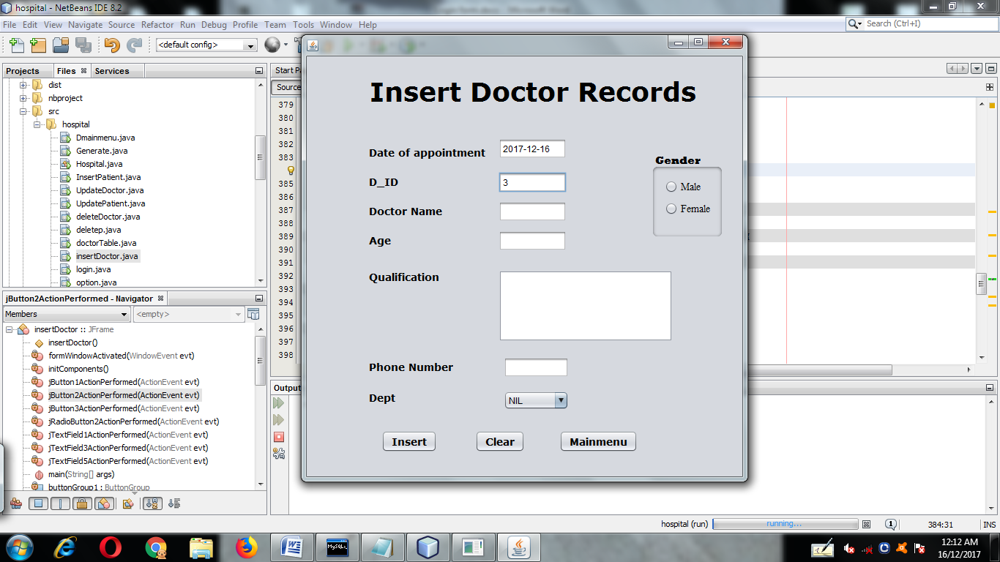 hospital - NetBeans IDE 8.2
File Edit View Navigate Source Refactor Run Debug Profile Team Tools Window Help
Search (Ctrl+I)
<default config>
Projects Files Services
Start Pa
Source
dist
nbproject
src
hospital
Dmainmenu.java
Generate.java
Hospital.java
InsertPatient.java
UpdateDoctor.java
UpdatePatient.java
deleteDoctor.java
deletep.java
doctorTable.java
insertDoctor.java
login.java
option.java
379
380
381
382
383
385
386
387
388
389
390
391
392
393
394
395
396
397
398
Insert Doctor Records
Date of appointment 2017-12-16
D_ID 3
Doctor Name
Age
Gender
Male
Female
Qualification
Phone Number
Dept NIL
Insert Clear Mainmenu
jButton2ActionPerformed - Navigator
Members <empty>
insertDoctor :: JFrame
insertDoctor()
formWindowActivated(WindowEvent evt)
initComponents()
jButton1ActionPerformed(ActionEvent evt)
jButton2ActionPerformed(ActionEvent evt)
jButton3ActionPerformed(ActionEvent evt)
jRadioButton2ActionPerformed(ActionEvent evt)
jTextField1ActionPerformed(ActionEvent evt)
jTextField3ActionPerformed(ActionEvent evt)
jTextField5ActionPerformed(ActionEvent evt)
main(String[] args)
buttonGroup1 : ButtonGroup
Output
hospital (run) running... 1 384:31 INS
MySQL
12:12 AM
16/12/2017